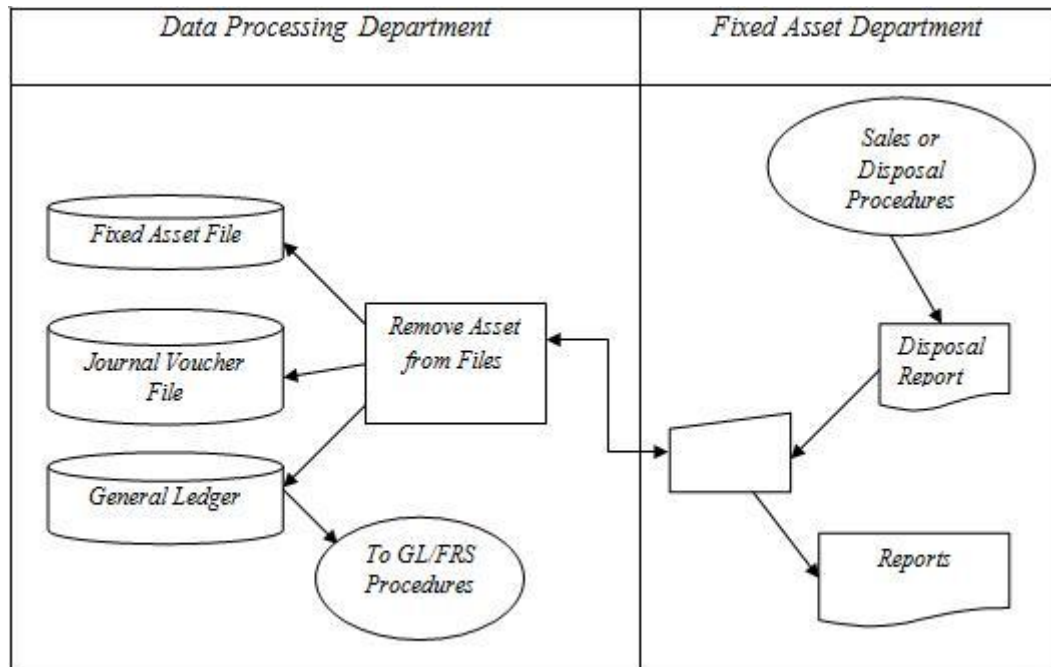 Data Processing Department
Fixed Asset Department
Sales or
Disposal
Procedures
Fixed Asset File
Remove Asset
from Files
Disposal
Report
Journal Voucher
File
General Ledger
To GL/FRS
Procedures
Reports